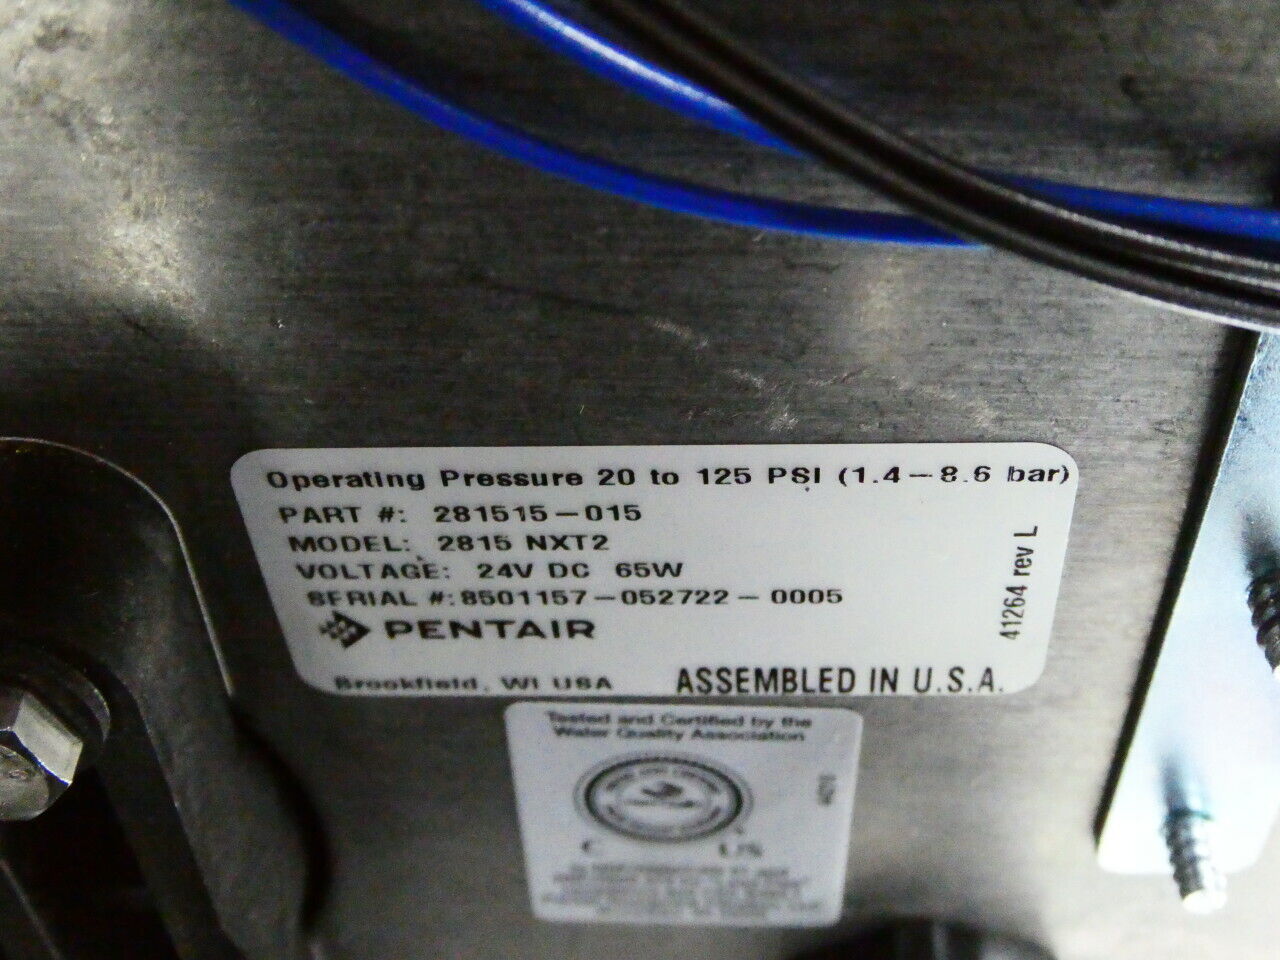 Operating Pressure 20 to 125 PSI (1.4-8.6 bar)
PART #: 281515-015
MODEL: 2815 NXT2
VOLTAGE: 24V DC 65W
SERIAL #:8501157-052722-0005
PENTAIR
Brookfield, WI USA
ASSEMBLED IN U.S.A.
41264 rev L
Tested and Certified by the
Water Quality Association
C US